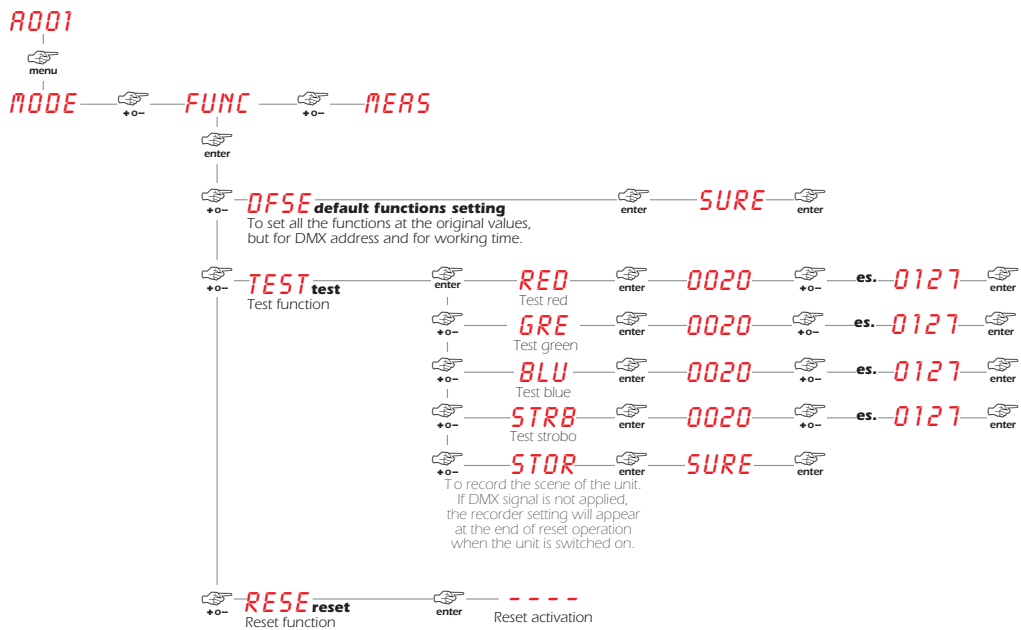 A001
menu
MODE +o- FUNC +o- MEAS
enter
+o- DFSE default functions setting enter SURE enter
To set all the functions at the original values,
but for DMX address and for working time.
+o- TEST test enter RED enter 0020 +o- es. 0127 enter
Test function
Test red
+o- GRE enter 0020 +o- es. 0127 enter
Test green
+o- BLU enter 0020 +o- es. 0127 enter
Test blue
+o- STRB enter 0020 +o- es. 0127 enter
Test strobo
+o- STOR enter SURE enter
To record the scene of the unit.
If DMX signal is not applied,
the recorder setting will appear
at the end of reset operation
when the unit is switched on.
+o- RESE reset enter - - - -
Reset function
Reset activation